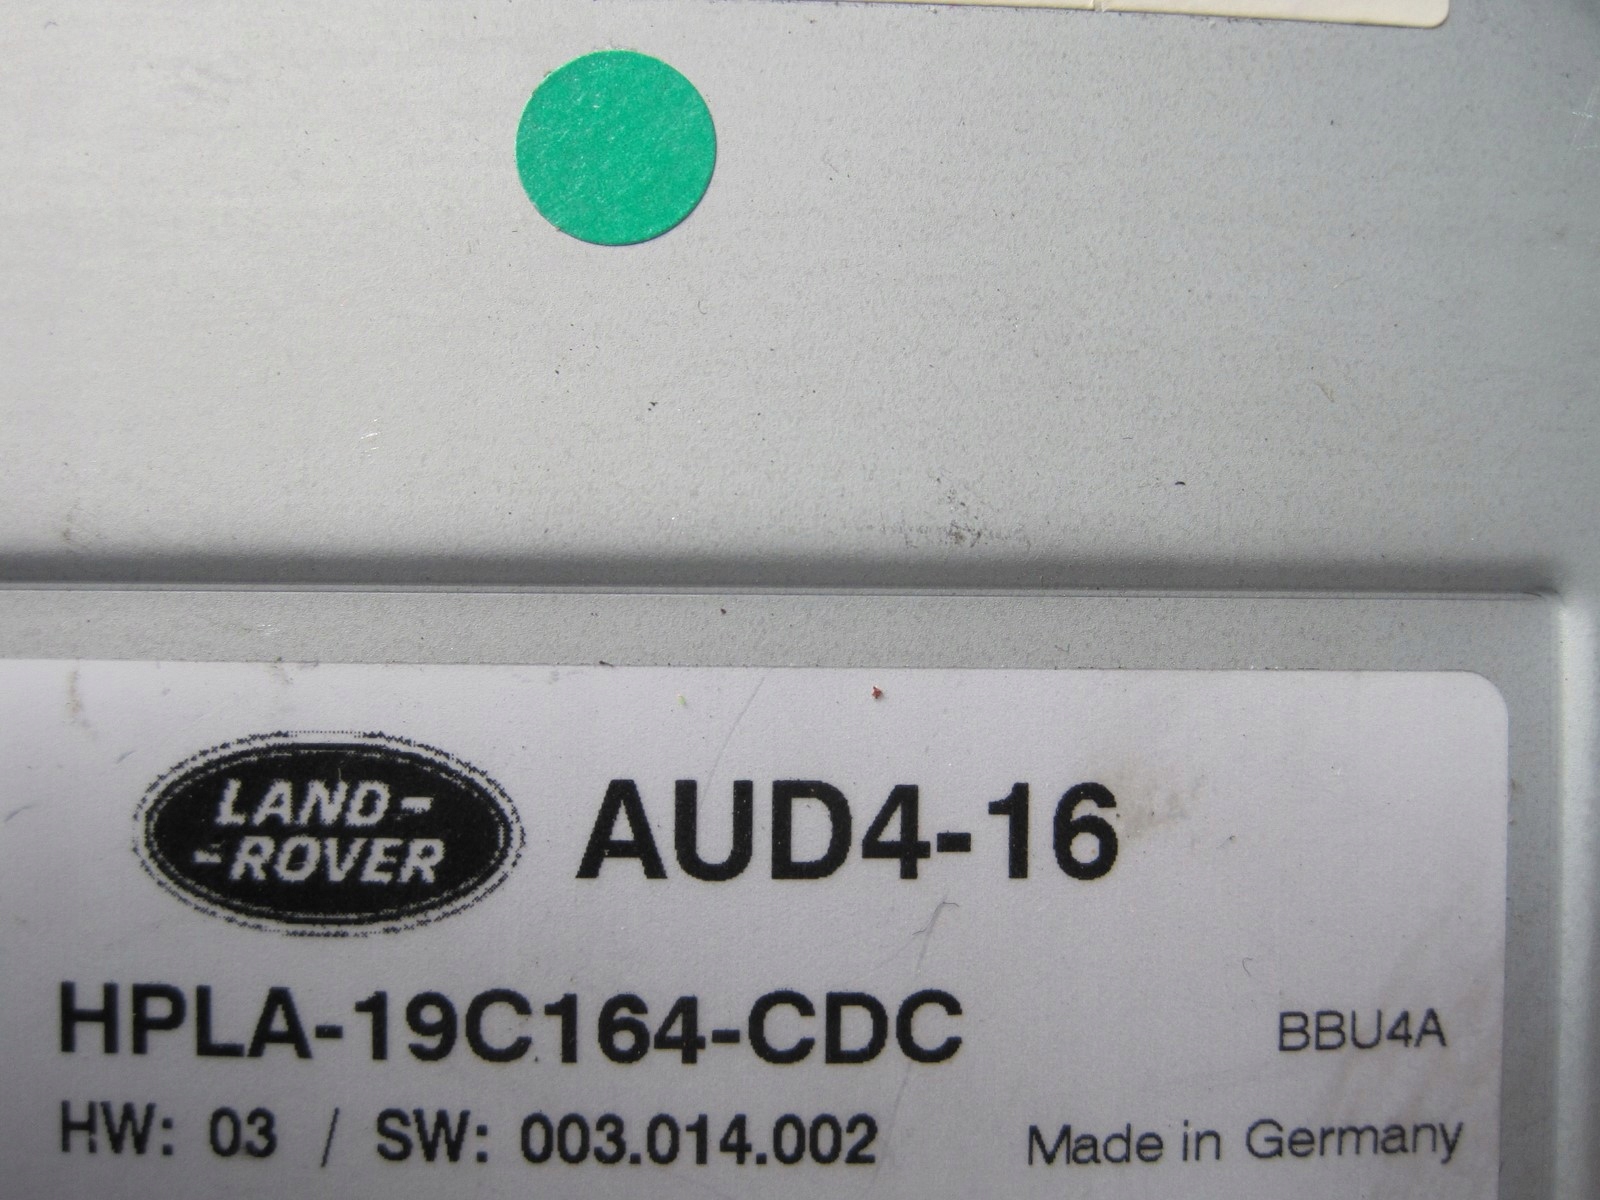 LAND-
-ROVER
AUD4-16
HPLA-19C164-CDC
BBU4A
HW: 03 / SW: 003.014.002
Made in Germany